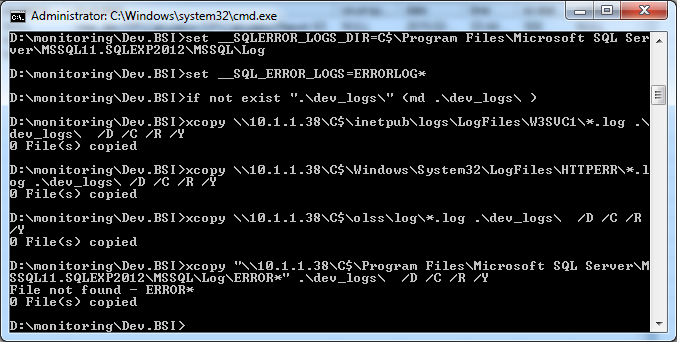 Administrator: C:\Windows\system32\cmd.exe
D:\monitoring\Dev.BSI>set __SQLERROR_LOGS_DIR=C$\Program Files\Microsoft SQL Ser
ver\MSSQL11.SQLEXP2012\MSSQL\Log
D:\monitoring\Dev.BSI>set __SQL_ERROR_LOGS=ERRORLOG*
D:\monitoring\Dev.BSI>if not exist ".\dev_logs\" (md .\dev_logs\ )
D:\monitoring\Dev.BSI>xcopy \\10.1.1.38\C$\inetpub\logs\LogFiles\W3SVC1\*.log .\
dev_logs\  /D /C /R /Y
0 File(s) copied
D:\monitoring\Dev.BSI>xcopy \\10.1.1.38\C$\Windows\System32\LogFiles\HTTPERR\*.l
og .\dev_logs\ /D /C /R /Y
0 File(s) copied
D:\monitoring\Dev.BSI>xcopy \\10.1.1.38\C$\olss\log\*.log .\dev_logs\  /D /C /R
/Y
0 File(s) copied
D:\monitoring\Dev.BSI>xcopy "\\10.1.1.38\C$\Program Files\Microsoft SQL Server\M
SSQL11.SQLEXP2012\MSSQL\Log\ERROR*" .\dev_logs\  /D /C /R /Y
File not found - ERROR*
0 File(s) copied
D:\monitoring\Dev.BSI>